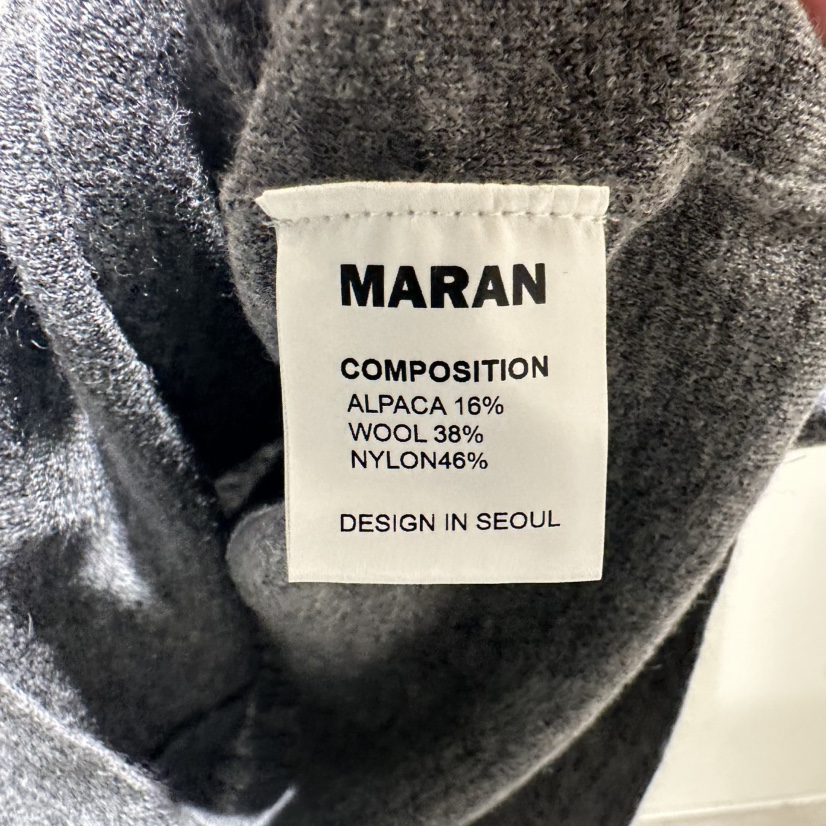 MARAN
COMPOSITION
ALPACA 16%
WOOL 38%
NYLON46%
DESIGN IN SEOUL